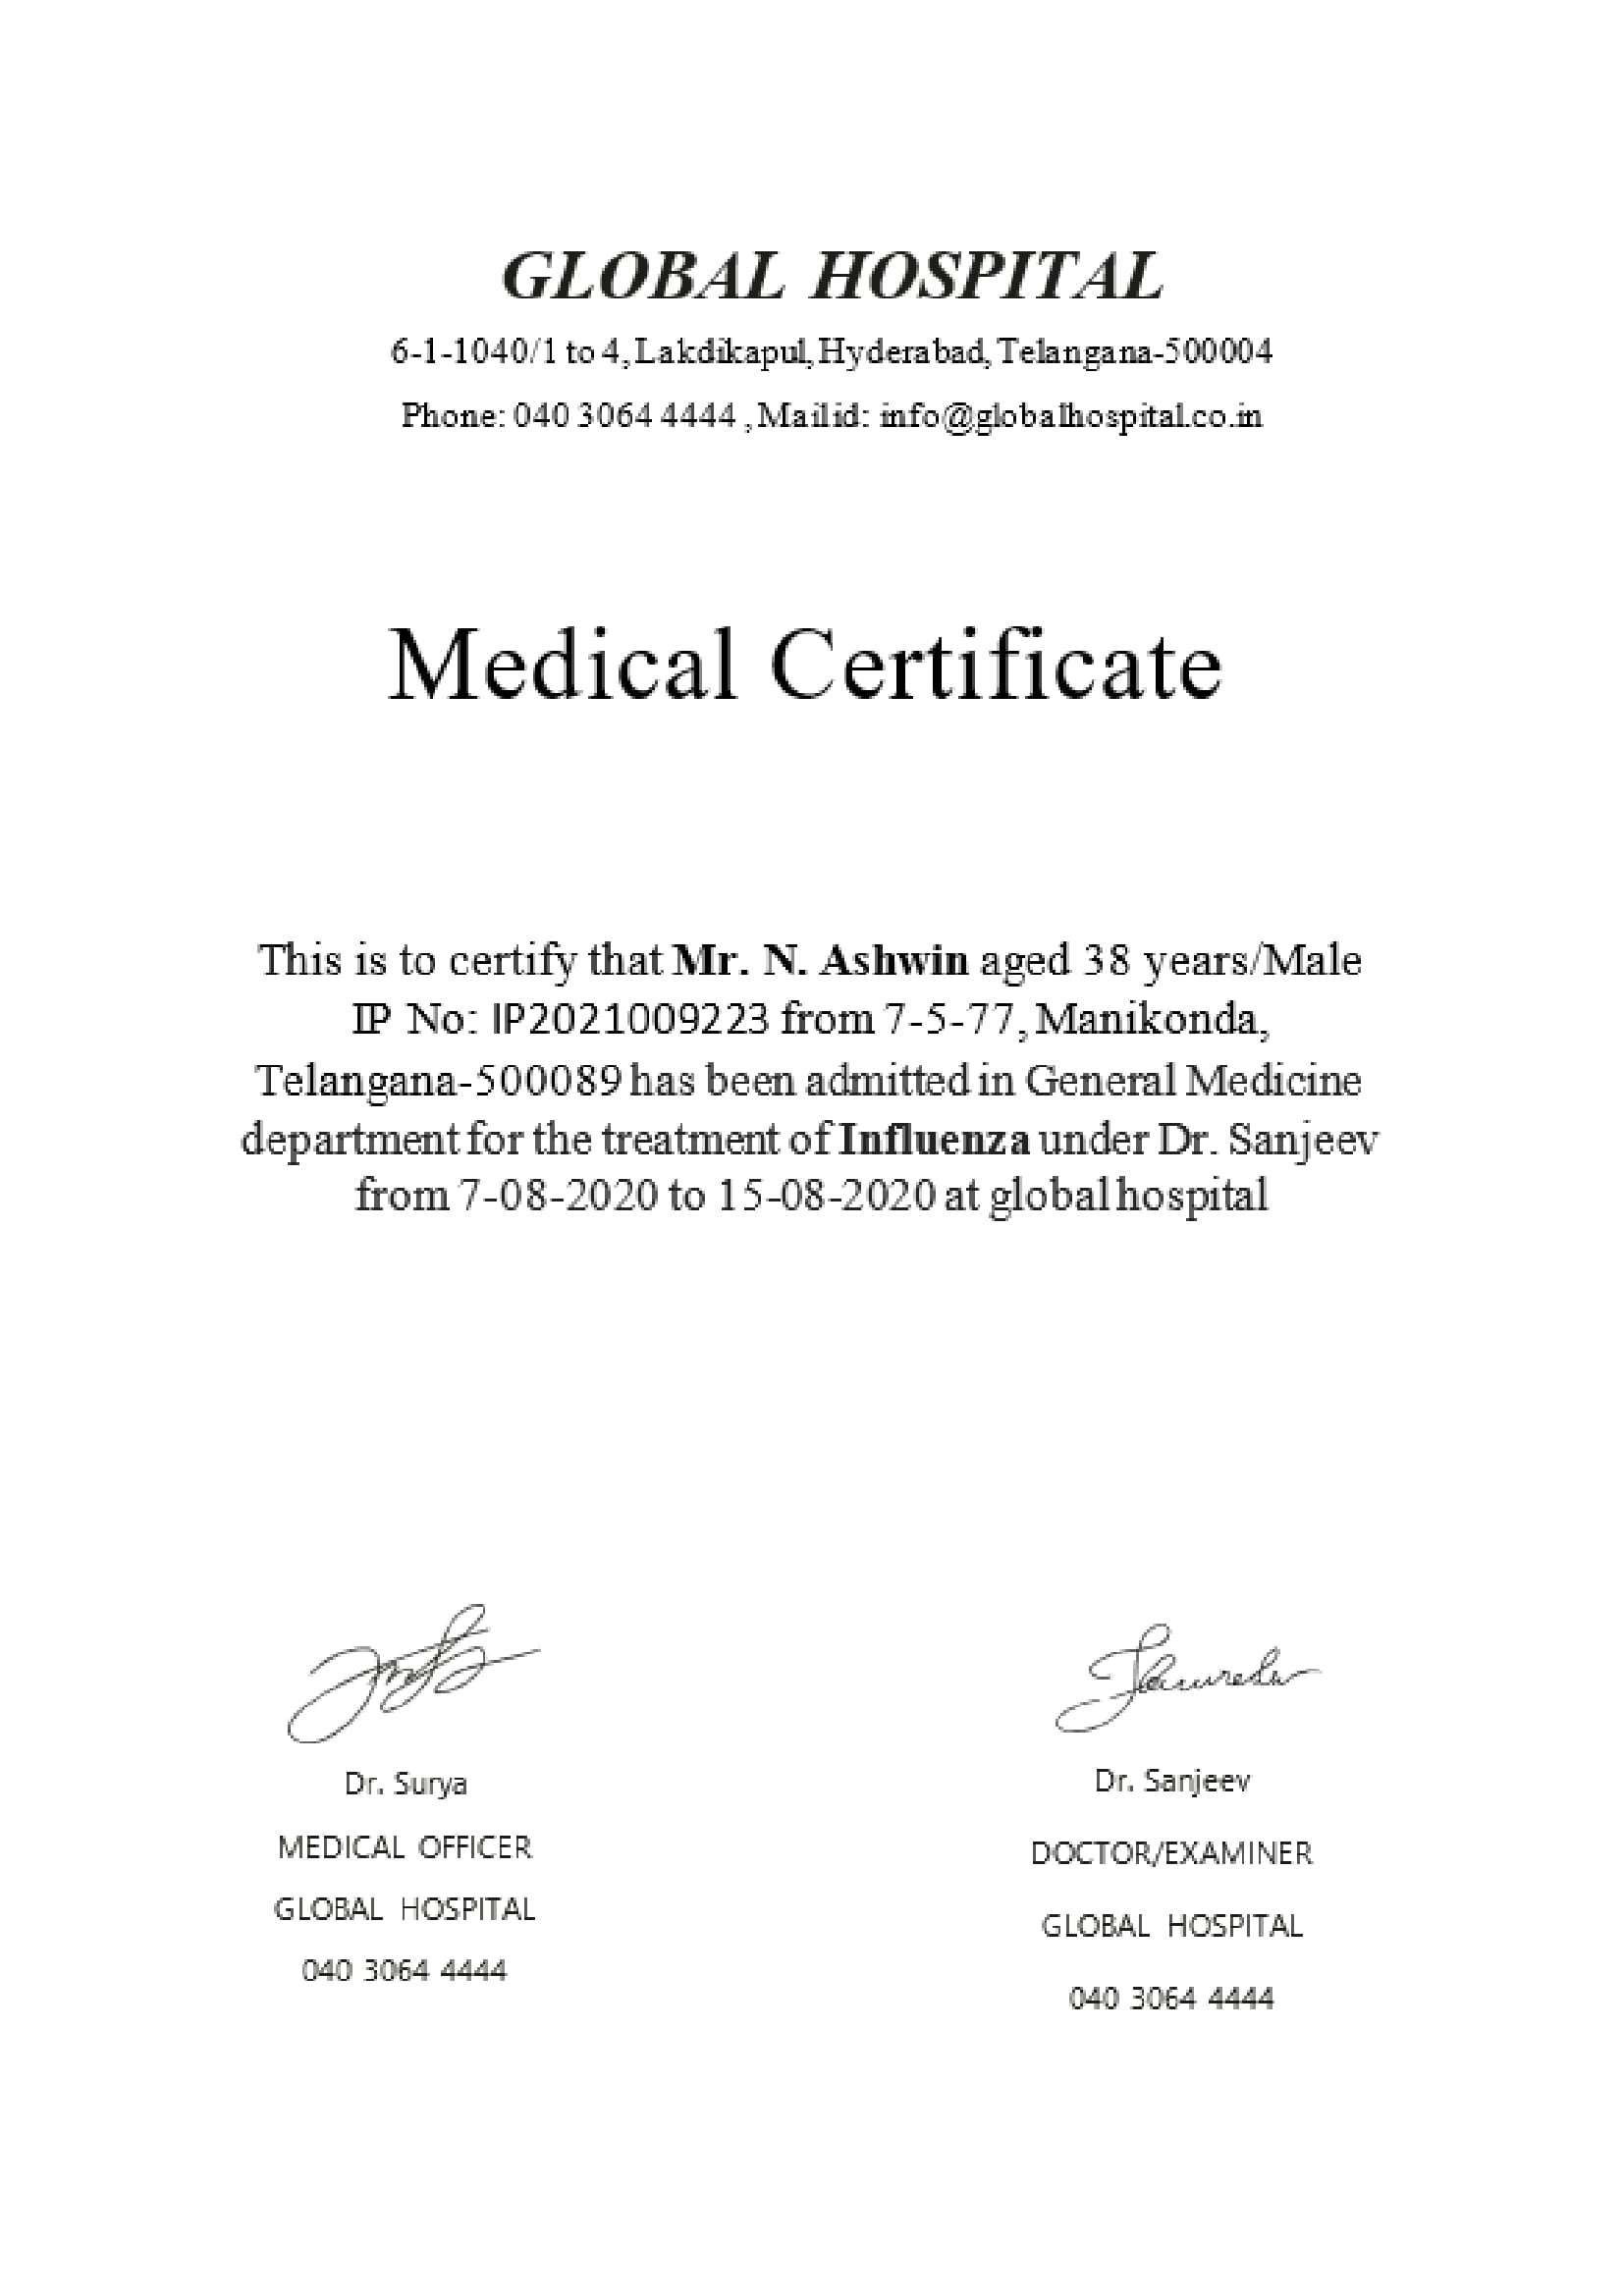 GLOBAL HOSPITAL
6-1-1040/1 to 4, Lakdikapul, Hyderabad, Telangana-500004
Phone: 040 3064 4444 , Mail id: info@globalhospital.co.in
Medical Certificate
This is to certify that Mr. N. Ashwin aged 38 years/Male
IP No: IP2021009223 from 7-5-77, Manikonda,
Telangana-500089 has been admitted in General Medicine
department for the treatment of Influenza under Dr. Sanjeev
from 7-08-2020 to 15-08-2020 at global hospital
Dr. Surya
MEDICAL OFFICER
GLOBAL HOSPITAL
040 3064 4444
Dr. Sanjeev
DOCTOR/EXAMINER
GLOBAL HOSPITAL
040 3064 4444